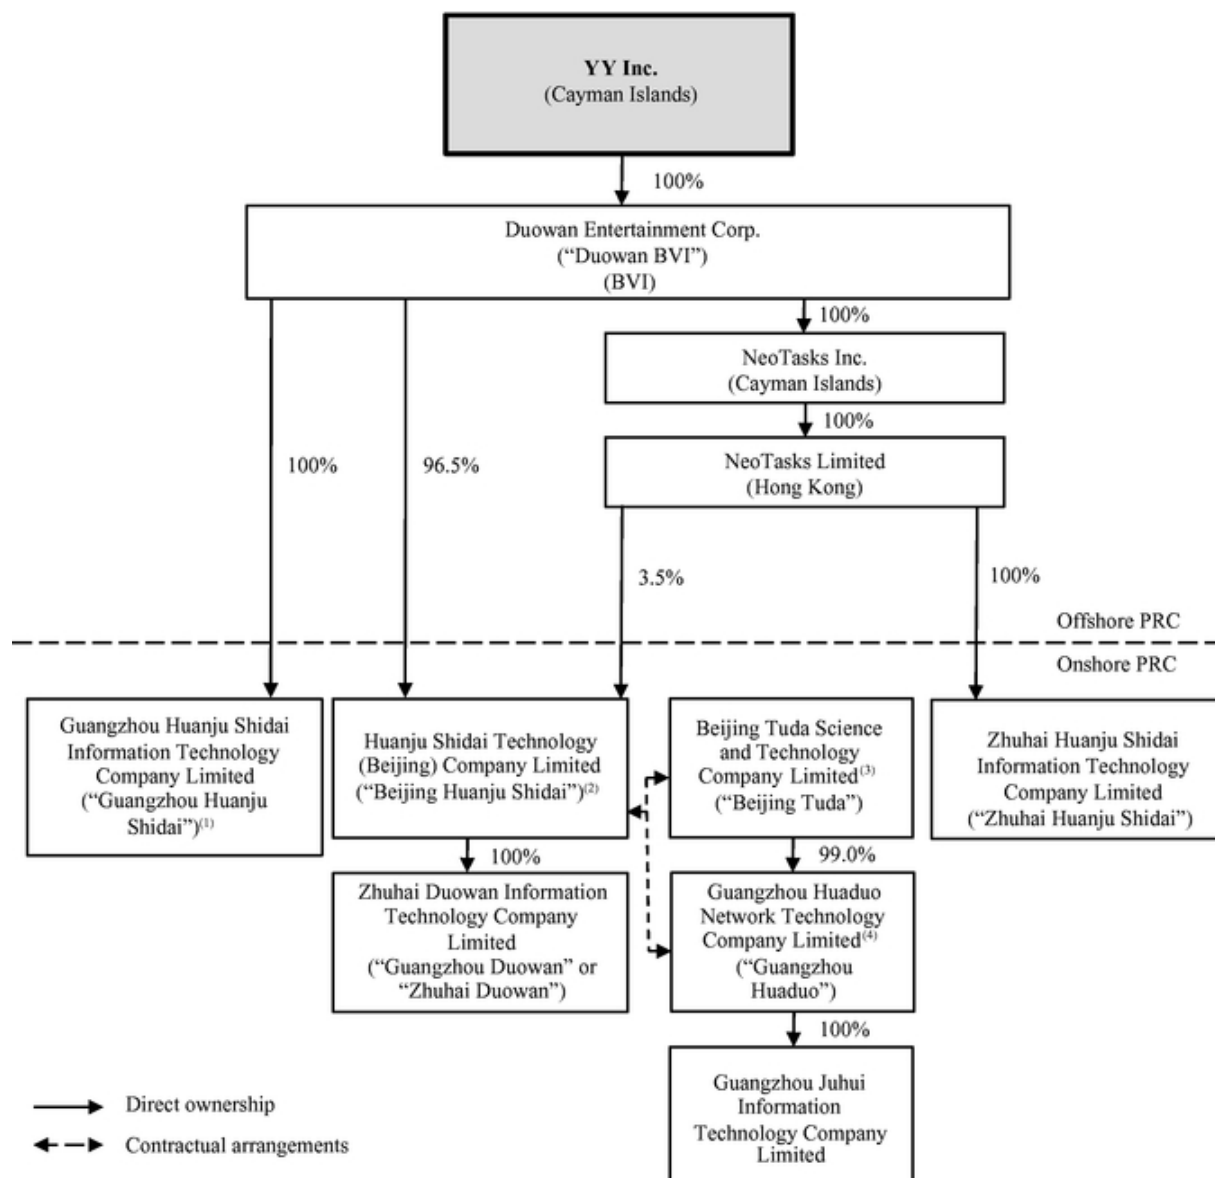 YY Inc.
(Cayman Islands)
100%
Duowan Entertainment Corp.
(“Duowan BVI”)
(BVI)
100%
NeoTasks Inc.
(Cayman Islands)
100%
NeoTasks Limited
(Hong Kong)
100%
96.5%
3.5%
100%
Offshore PRC
Onshore PRC
Guangzhou Huanju Shidai
Information Technology
Company Limited
(“Guangzhou Huanju
Shidai”)(1)
Huanju Shidai Technology
(Beijing) Company Limited
(“Beijing Huanju Shidai”)(2)
Beijing Tuda Science
and Technology
Company Limited(3)
(“Beijing Tuda”)
Zhuhai Huanju Shidai
Information Technology
Company Limited
(“Zhuhai Huanju Shidai”)
100%
99.0%
Zhuhai Duowan Information
Technology Company
Limited
(“Guangzhou Duowan” or
“Zhuhai Duowan”)
Guangzhou Huaduo
Network Technology
Company Limited(4)
(“Guangzhou
Huaduo”)
100%
Guangzhou Juhui
Information
Technology Company
Limited
Direct ownership
Contractual arrangements